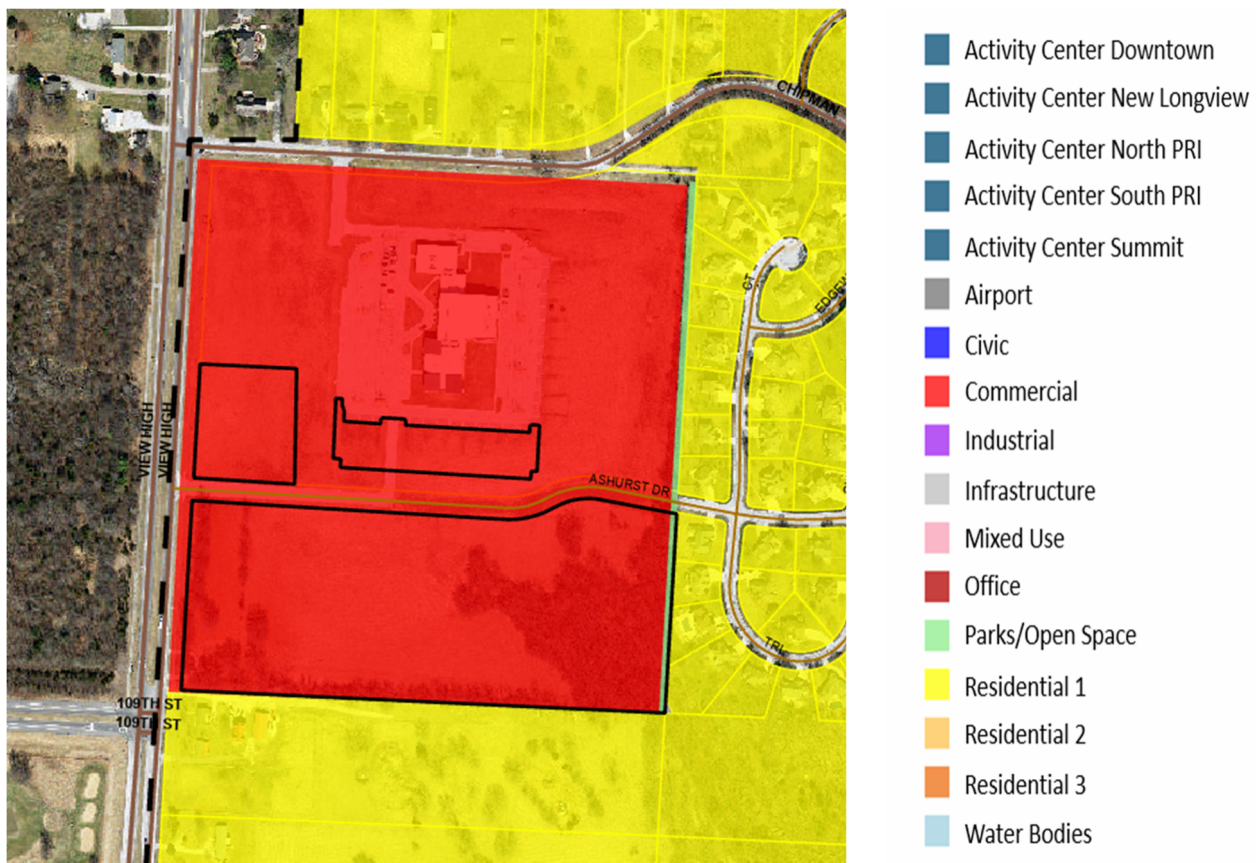 CHIPMAN
CT
VIEW HIGH
VIEW HIGH
ASHURST DR
TRL
109TH ST
109TH ST
Activity Center Downtown
Activity Center New Longview
Activity Center North PRI
Activity Center South PRI
Activity Center Summit
Airport
Civic
Commercial
Industrial
Infrastructure
Mixed Use
Office
Parks/Open Space
Residential 1
Residential 2
Residential 3
Water Bodies